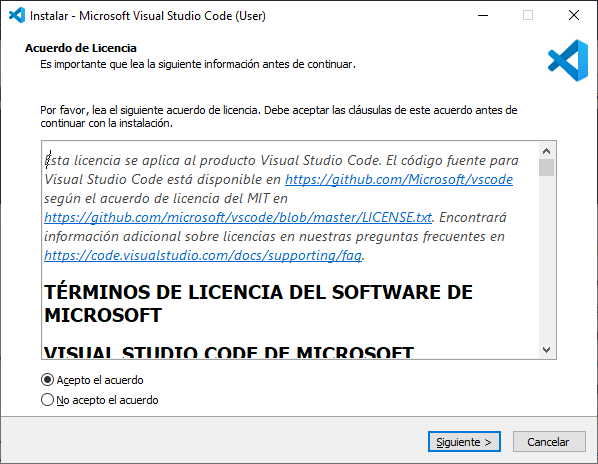 Instalar - Microsoft Visual Studio Code (User)
Acuerdo de Licencia
Es importante que lea la siguiente información antes de continuar.
Por favor, lea el siguiente acuerdo de licencia. Debe aceptar las cláusulas de este acuerdo antes de
continuar con la instalación.
Esta licencia se aplica al producto Visual Studio Code. El código fuente para
Visual Studio Code está disponible en https://github.com/Microsoft/vscode
según el acuerdo de licencia del MIT en
https://github.com/microsoft/vscode/blob/master/LICENSE.txt. Encontrará
información adicional sobre licencias en nuestras preguntas frecuentes en
https://code.visualstudio.com/docs/supporting/faq.
TÉRMINOS DE LICENCIA DEL SOFTWARE DE
MICROSOFT
VISUAL STUDIO CODE DE MICROSOFT
Acepto el acuerdo
No acepto el acuerdo
Siguiente >
Cancelar